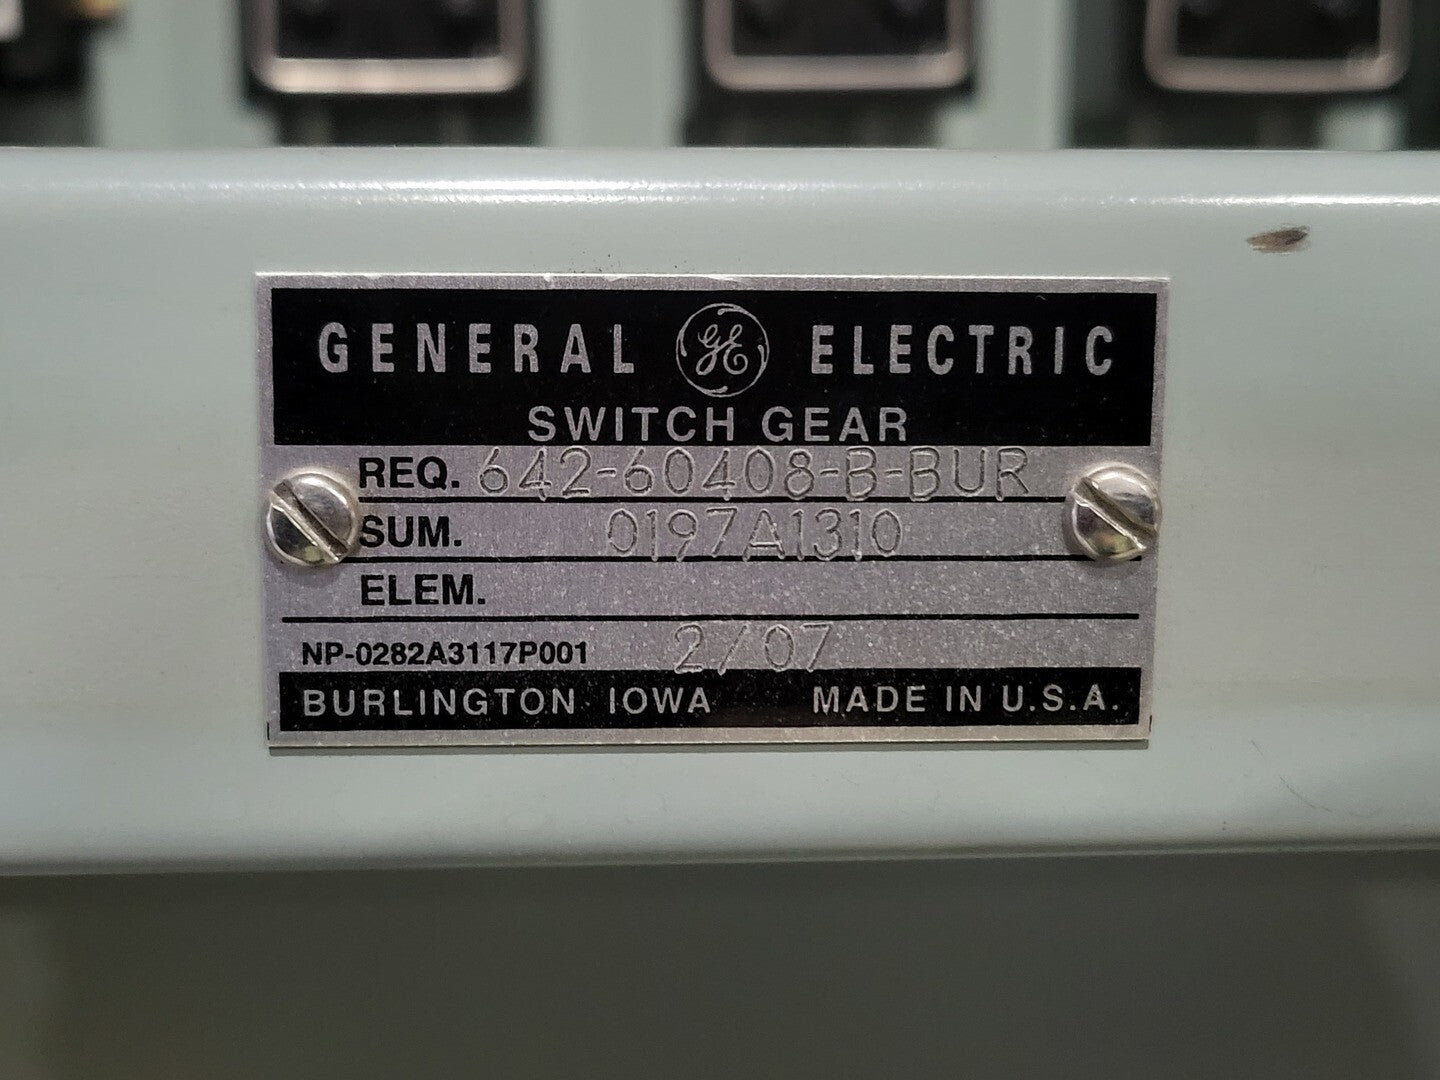 GENERAL GE ELECTRIC
SWITCH GEAR
REQ. 642-60408-B-BUR
SUM. 0197A1310
ELEM.
NP-0282A3117P001 2/07
BURLINGTON IOWA MADE IN U.S.A.